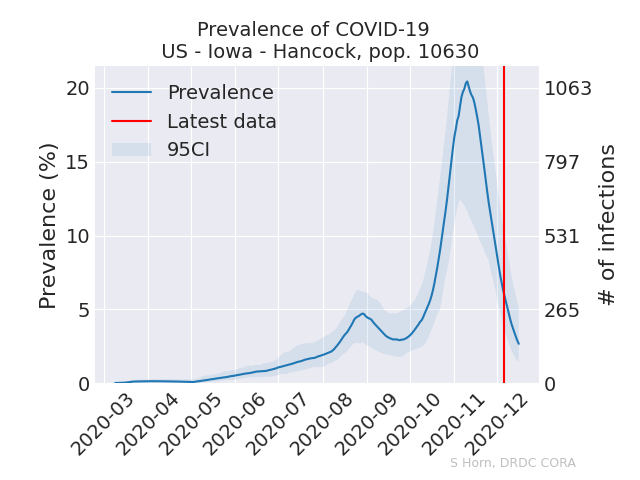 Prevalence of COVID-19
US - Iowa - Hancock, pop. 10630
Prevalence
Latest data
95CI
Prevalence (%)
20
15
10
5
0
1063
797
531
265
0
# of infections
2020-03
2020-04
2020-05
2020-06
2020-07
2020-08
2020-09
2020-10
2020-11
2020-12
S Horn, DRDC CORA